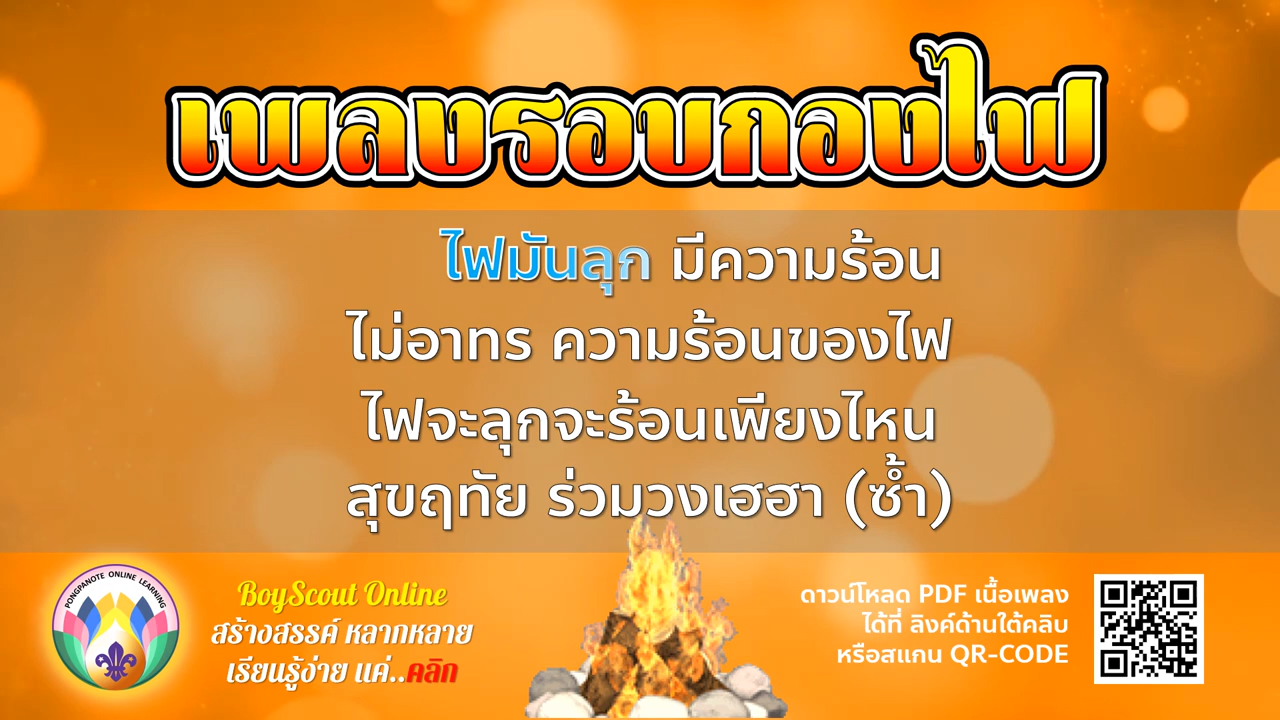 เพลงรอบกองไฟ
ไฟมันลุก มีความร้อน
ไม่อาทร ความร้อนของไฟ
ไฟจะลุกจะร้อนเพียงไหน
สุขฤทัย ร่วมวงเฮฮา (ซ้ำ)
PONGPANOTE ONLINE LEARNING
BoyScout Online
สร้างสรรค์ หลากหลาย
เรียนรู้ง่าย แค่..คลิก
ดาวน์โหลด PDF เนื้อเพลง
ได้ที่ ลิงค์ด้านใต้คลิบ
หรือสแกน QR-CODE